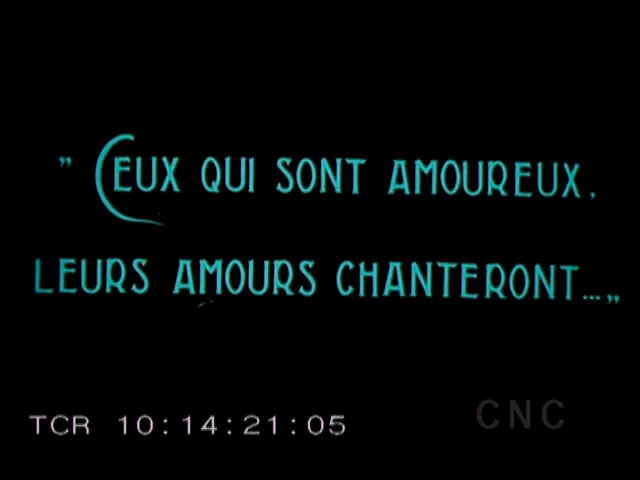 ” CEUX QUI SONT AMOUREUX,
LEURS AMOURS CHANTERONT...„
TCR 10:14:21:05
CNC